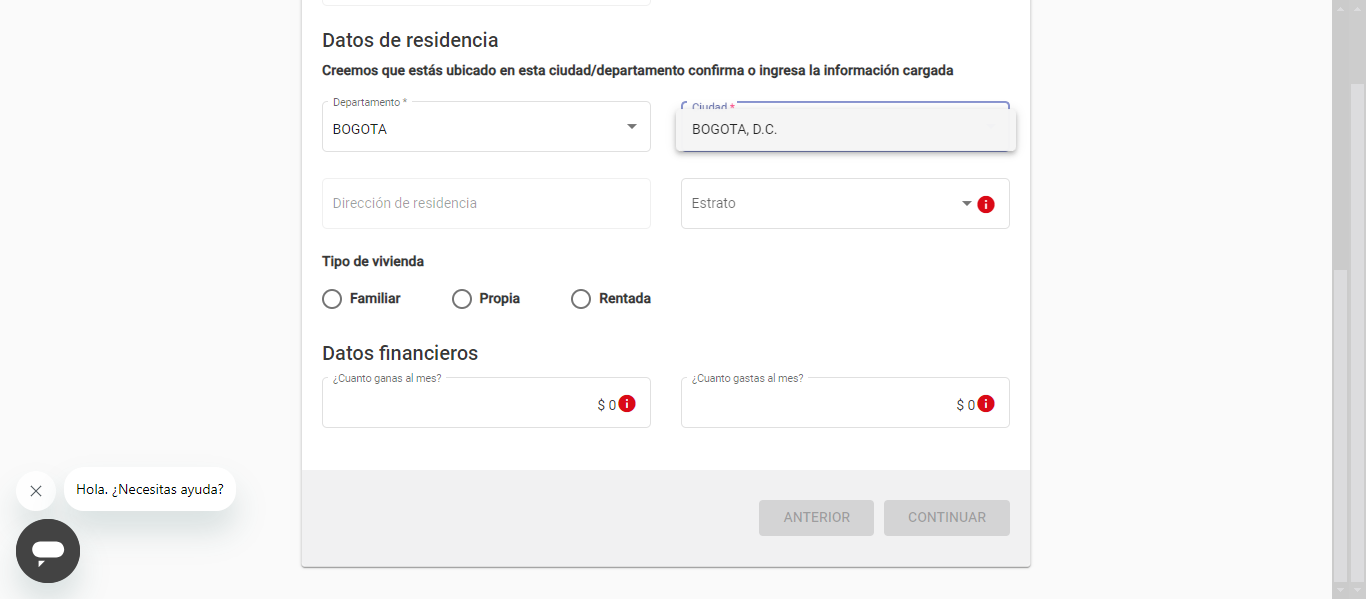 Datos de residencia
Creemos que estás ubicado en esta ciudad/departamento confirma o ingresa la información cargada
Departamento *
Ciudad *
BOGOTA
BOGOTA, D.C.
Dirección de residencia
Estrato
Tipo de vivienda
Familiar
Propia
Rentada
Datos financieros
¿Cuanto ganas al mes?
¿Cuanto gastas al mes?
$ 0
$ 0
Hola. ¿Necesitas ayuda?
ANTERIOR
CONTINUAR